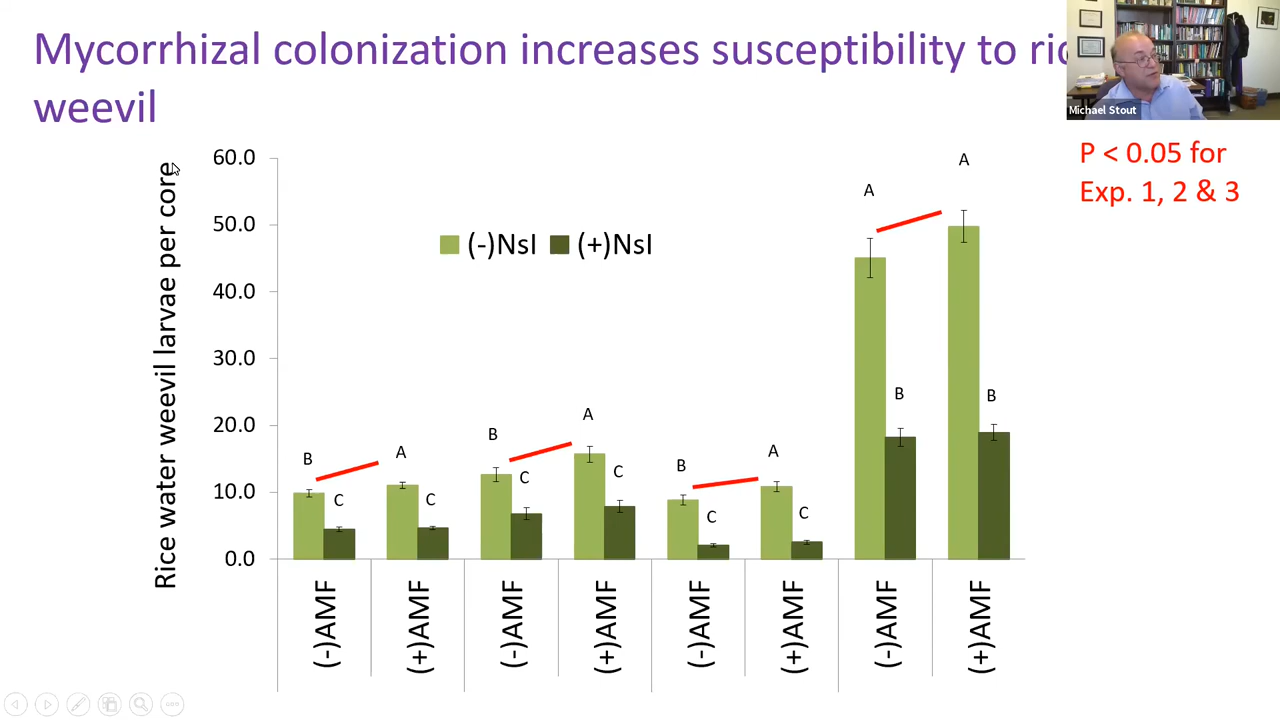 Mycorrhizal colonization increases susceptibility to ric
weevil
Michael Stout
P < 0.05 for
Exp. 1, 2 & 3
Rice water weevil larvae per core
60.0
50.0
40.0
30.0
20.0
10.0
0.0
(-)NsI (+)NsI
B
C
A
C
B
C
A
C
B
C
A
C
A
B
A
B
(-)AMF
(+)AMF
(-)AMF
(+)AMF
(-)AMF
(+)AMF
(-)AMF
(+)AMF